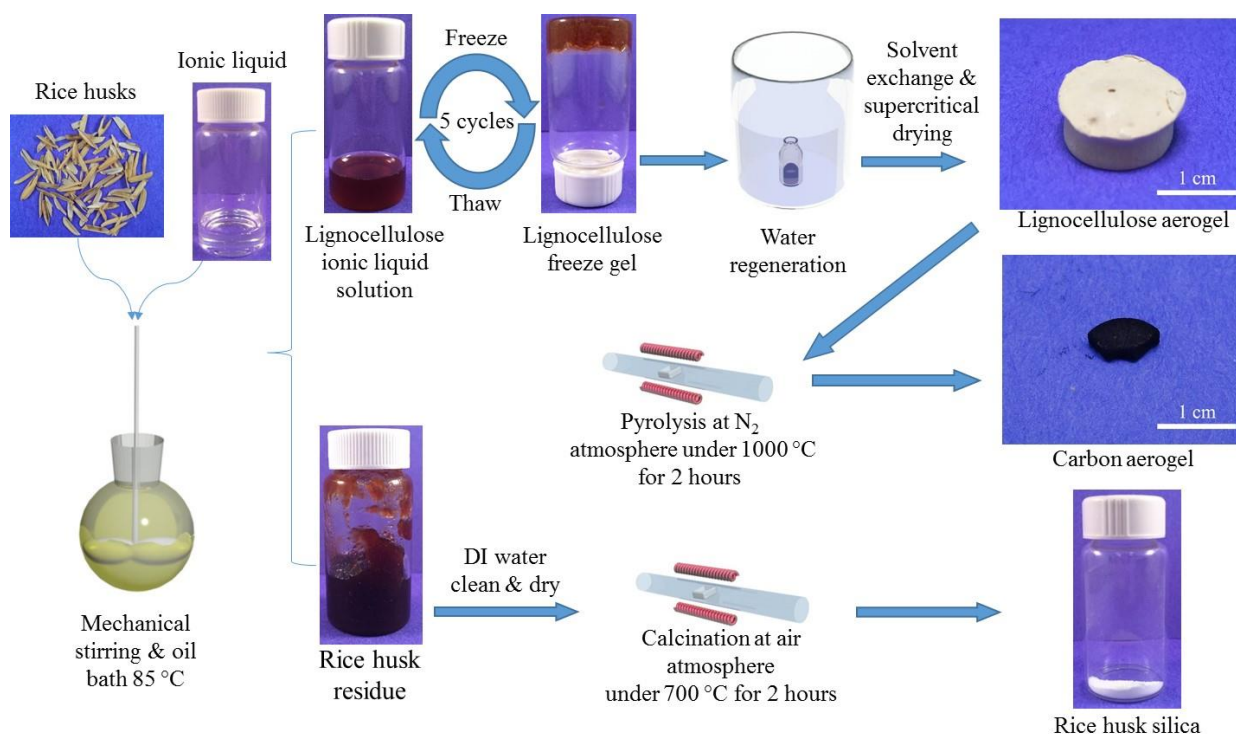 Rice husks
Ionic liquid
Freeze
5 cycles
Thaw
Lignocellulose
ionic liquid
solution
Lignocellulose
freeze gel
Water
regeneration
Solvent
exchange &
supercritical
drying
1 cm
Lignocellulose aerogel
Pyrolysis at N₂
atmosphere under 1000 °C
for 2 hours
1 cm
Carbon aerogel
Mechanical
stirring & oil
bath 85 °C
Rice husk
residue
DI water
clean & dry
Calcination at air
atmosphere
under 700 °C for 2 hours
Rice husk silica